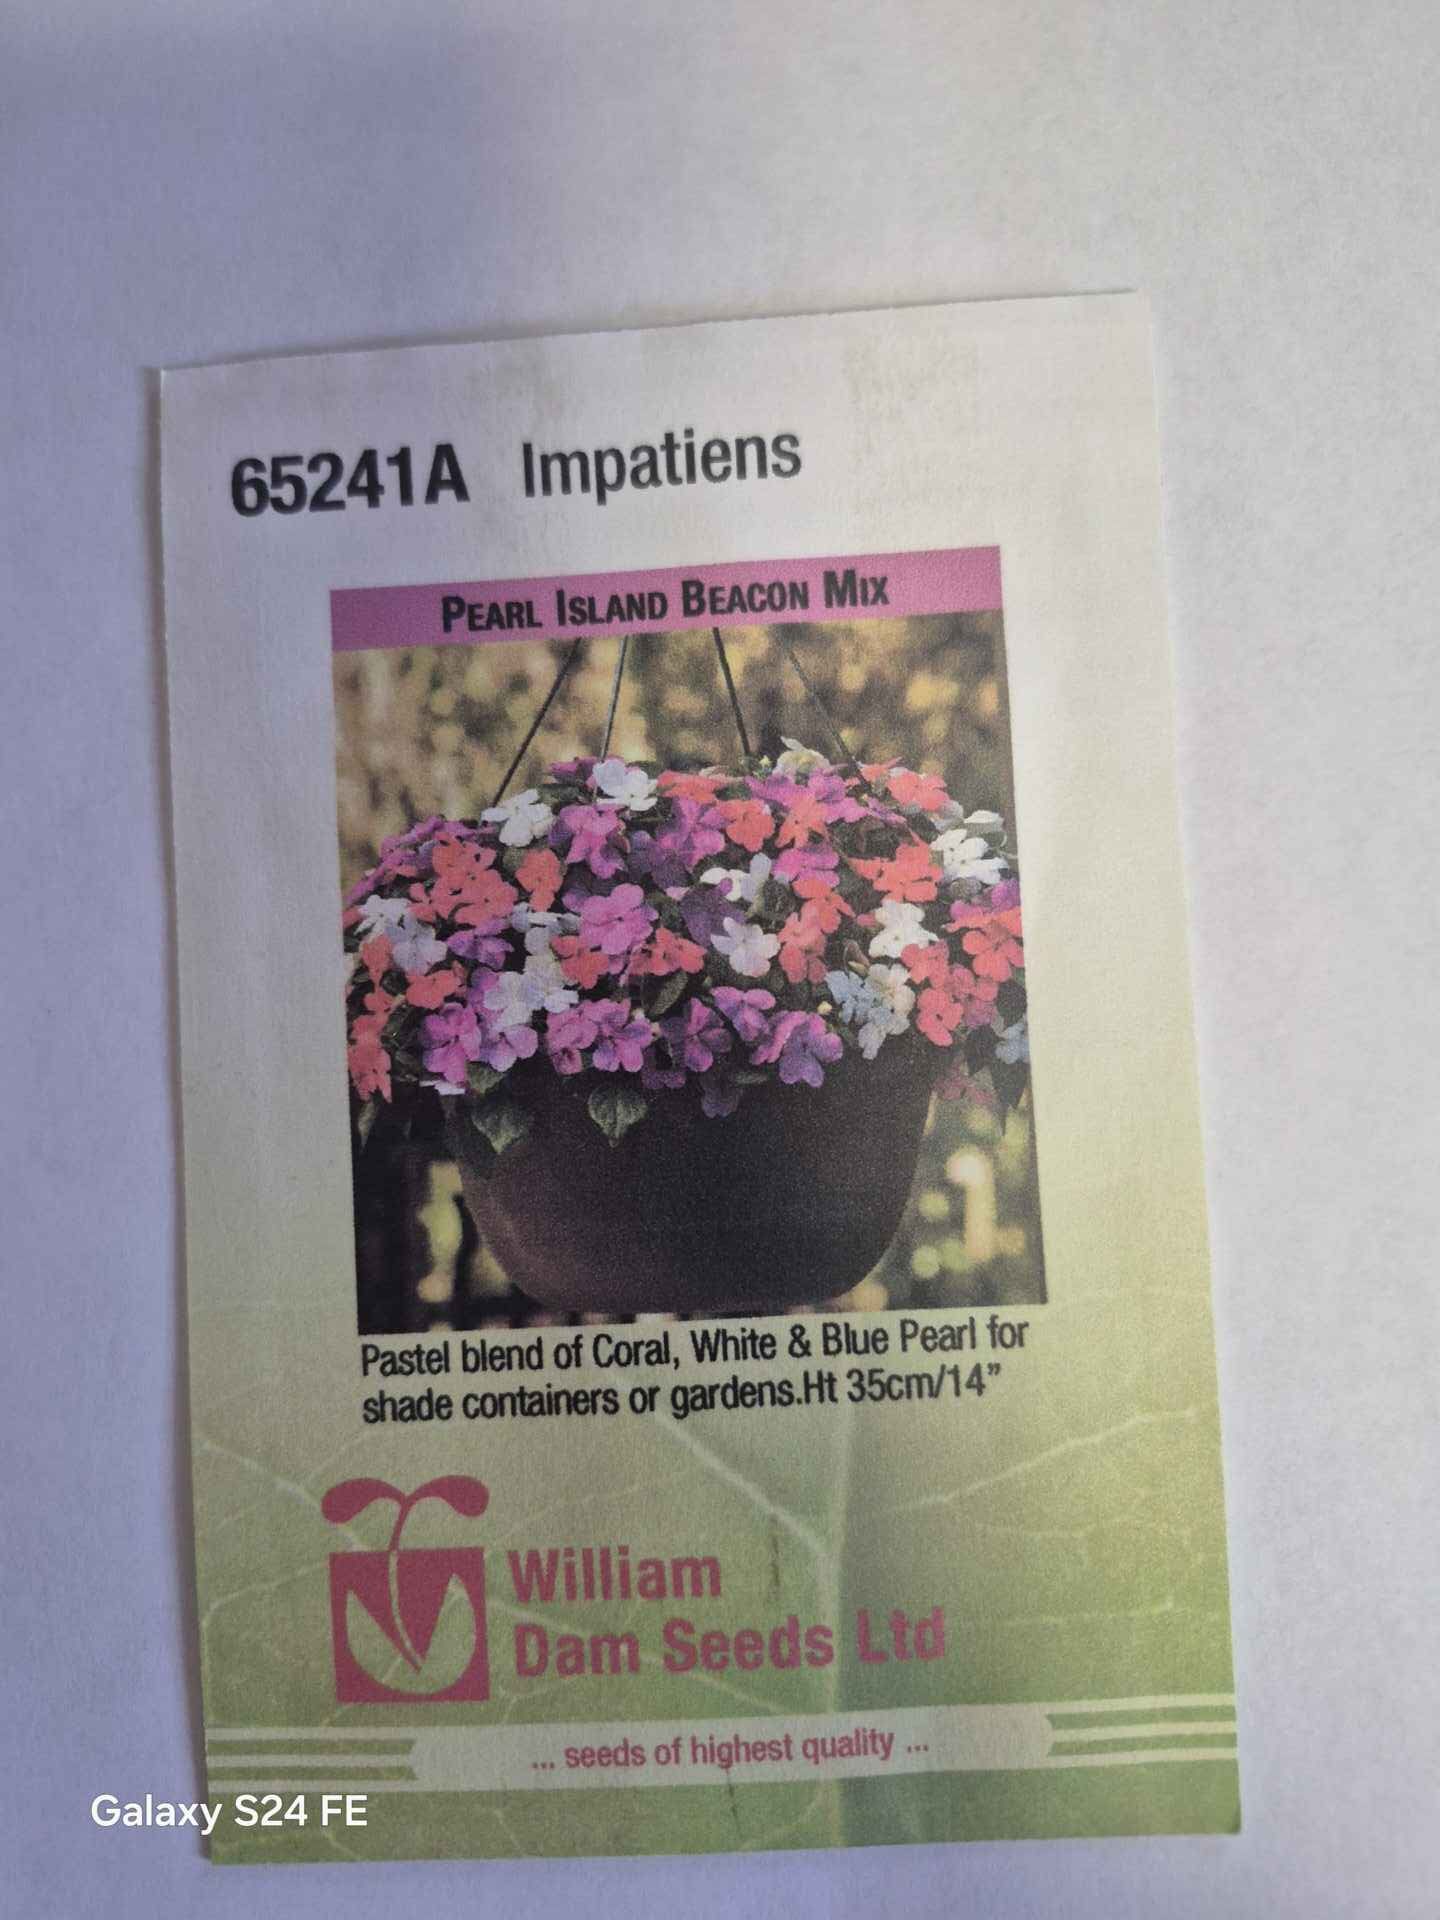 65241A Impatiens
PEARL ISLAND BEACON MIX
Pastel blend of Coral, White & Blue Pearl for
shade containers or gardens.Ht 35cm/14”
William
Dam Seeds Ltd
... seeds of highest quality ...
Galaxy S24 FE